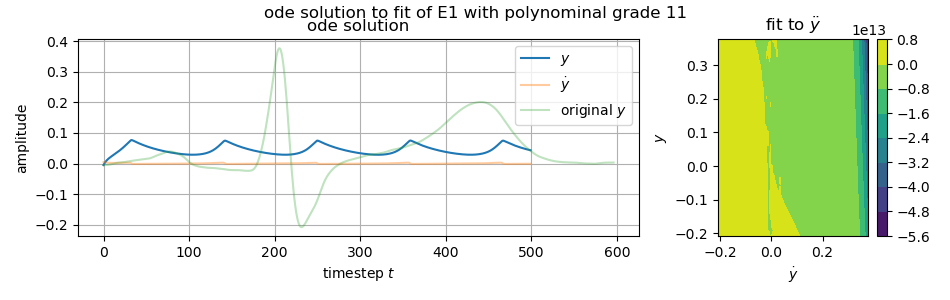 ode solution to fit of E1 with polynominal grade 11
ode solution
fit to ÿ
1e13
amplitude
0.4
0.3
0.2
0.1
0.0
−0.1
−0.2
y
ẏ
original y
0
100
200
300
400
500
600
timestep t
y
0.3
0.2
0.1
0.0
−0.1
−0.2
−0.2
0.0
0.2
ẏ
0.8
0.0
−0.8
−1.6
−2.4
−3.2
−4.0
−4.8
−5.6